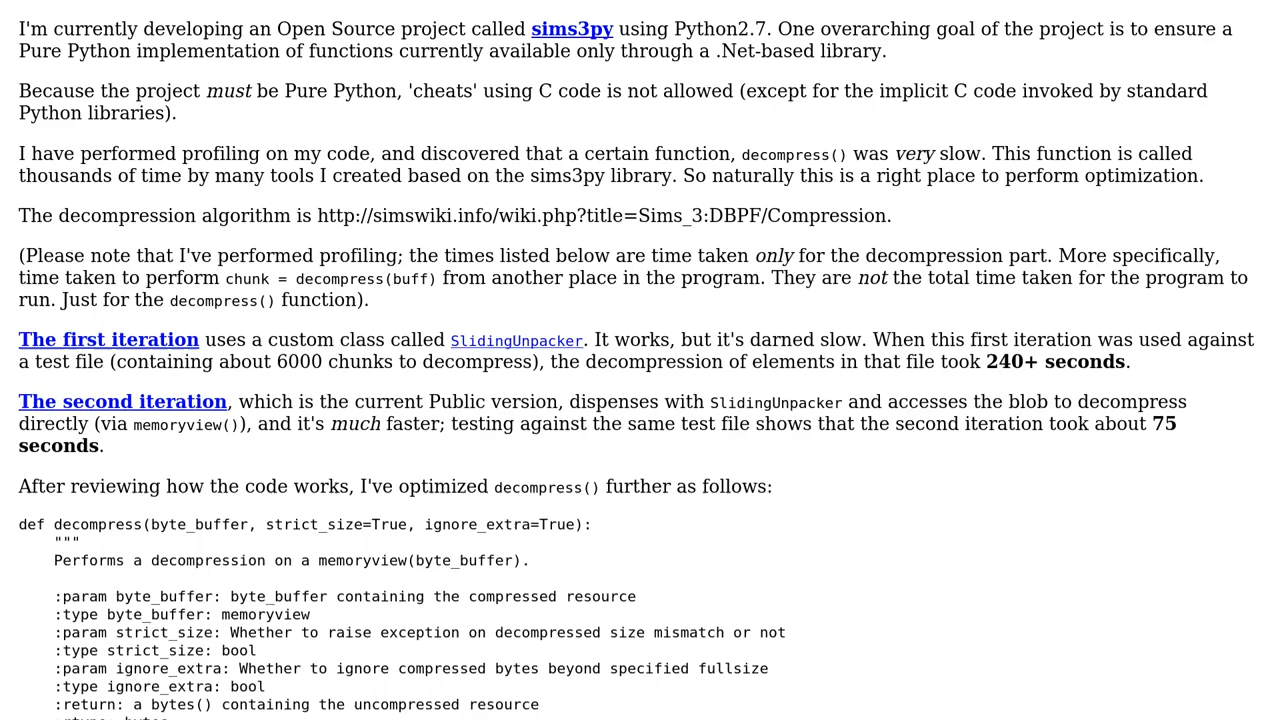 I'm currently developing an Open Source project called sims3py using Python2.7. One overarching goal of the project is to ensure a
Pure Python implementation of functions currently available only through a .Net-based library.
Because the project must be Pure Python, 'cheats' using C code is not allowed (except for the implicit C code invoked by standard
Python libraries).
I have performed profiling on my code, and discovered that a certain function, decompress() was very slow. This function is called
thousands of time by many tools I created based on the sims3py library. So naturally this is a right place to perform optimization.
The decompression algorithm is http://simswiki.info/wiki.php?title=Sims_3:DBPF/Compression.
(Please note that I've performed profiling; the times listed below are time taken only for the decompression part. More specifically,
time taken to perform chunk = decompress(buff) from another place in the program. They are not the total time taken for the program to
run. Just for the decompress() function).
The first iteration uses a custom class called SlidingUnpacker. It works, but it's darned slow. When this first iteration was used against
a test file (containing about 6000 chunks to decompress), the decompression of elements in that file took 240+ seconds.
The second iteration, which is the current Public version, dispenses with SlidingUnpacker and accesses the blob to decompress
directly (via memoryview()), and it's much faster; testing against the same test file shows that the second iteration took about 75
seconds.
After reviewing how the code works, I've optimized decompress() further as follows:
def decompress(byte_buffer, strict_size=True, ignore_extra=True):
    """
    Performs a decompression on a memoryview(byte_buffer).
    :param byte_buffer: byte_buffer containing the compressed resource
    :type byte_buffer: memoryview
    :param strict_size: Whether to raise exception on decompressed size mismatch or not
    :type strict_size: bool
    :param ignore_extra: Whether to ignore compressed bytes beyond specified fullsize
    :type ignore_extra: bool
    :return: a bytes() containing the uncompressed resource